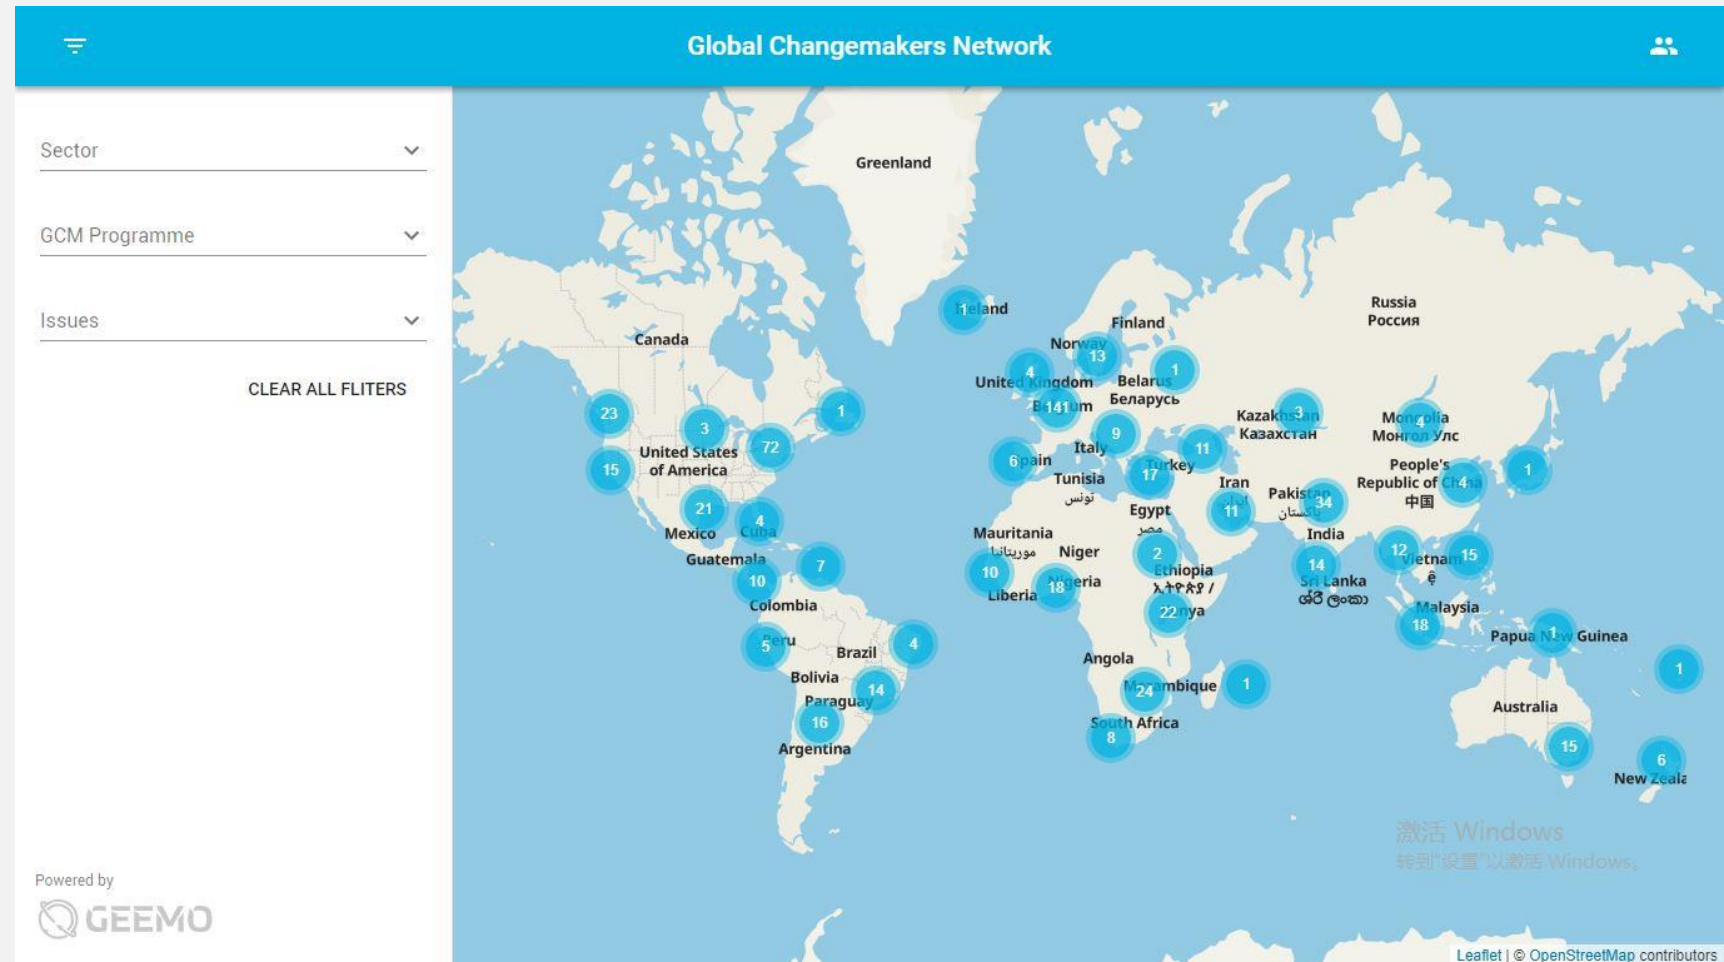 Global Changemakers Network
Sector
GCM Programme
Issues
CLEAR ALL FLITERS
Powered by
GEEMO
Greenland
Russia
Россия
1
Finland
Canada
Norway
13
4
1
United Kingdom
Belarus
Беларусь
141
23
1
3
Kazakhstan
Казахстан
3
Mongolia
Монгол Улс
4
72
9
Italy
11
United States
of America
15
6
Spain
Turkey
17
Tunisia
تونس
People's
Republic of China
中国
4
1
Iran
11
Pakistan
پاکستان
34
21
4
Mexico
Cuba
Egypt
مصر
India
Mauritania
موريتانيا
Niger
2
12
Vietnam
15
Guatemala
7
10
10
18
Nigeria
Liberia
Ethiopia
14
Sri Lanka
ශ්‍රී ලංකා
Colombia
22
Kenya
Malaysia
18
1
Papua New Guinea
5
Peru
4
Brazil
Angola
1
Bolivia
14
Paraguay
24
Mozambique
1
16
Argentina
South Africa
8
Australia
15
6
New Zeala
激活 Windows
转到"设置"以激活 Windows。
Leaflet | © OpenStreetMap contributors